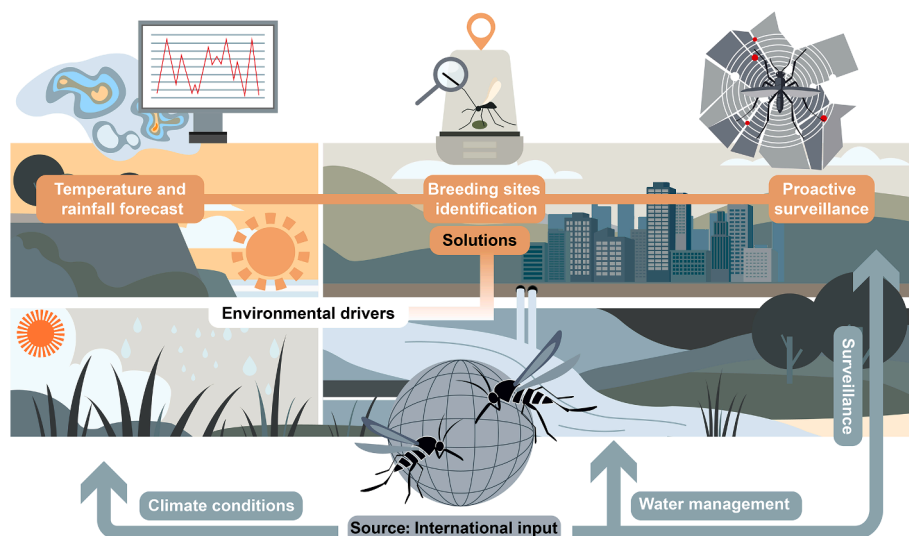 Temperature and
rainfall forecast
Breeding sites
identification
Proactive
surveillance
Solutions
Environmental drivers
Surveillance
Climate conditions
Water management
Source: International input